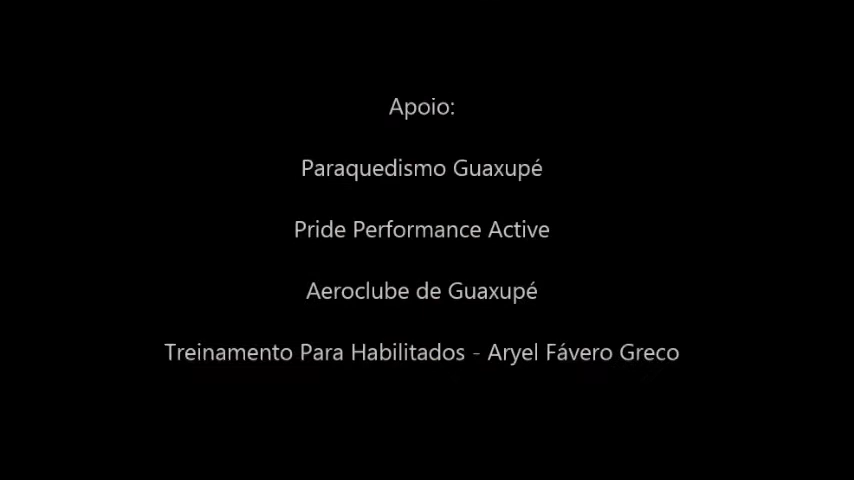 Apoio:
Paraquedismo Guaxupé
Pride Performance Active
Aeroclube de Guaxupé
Treinamento Para Habilitados - Aryel Fávero Greco